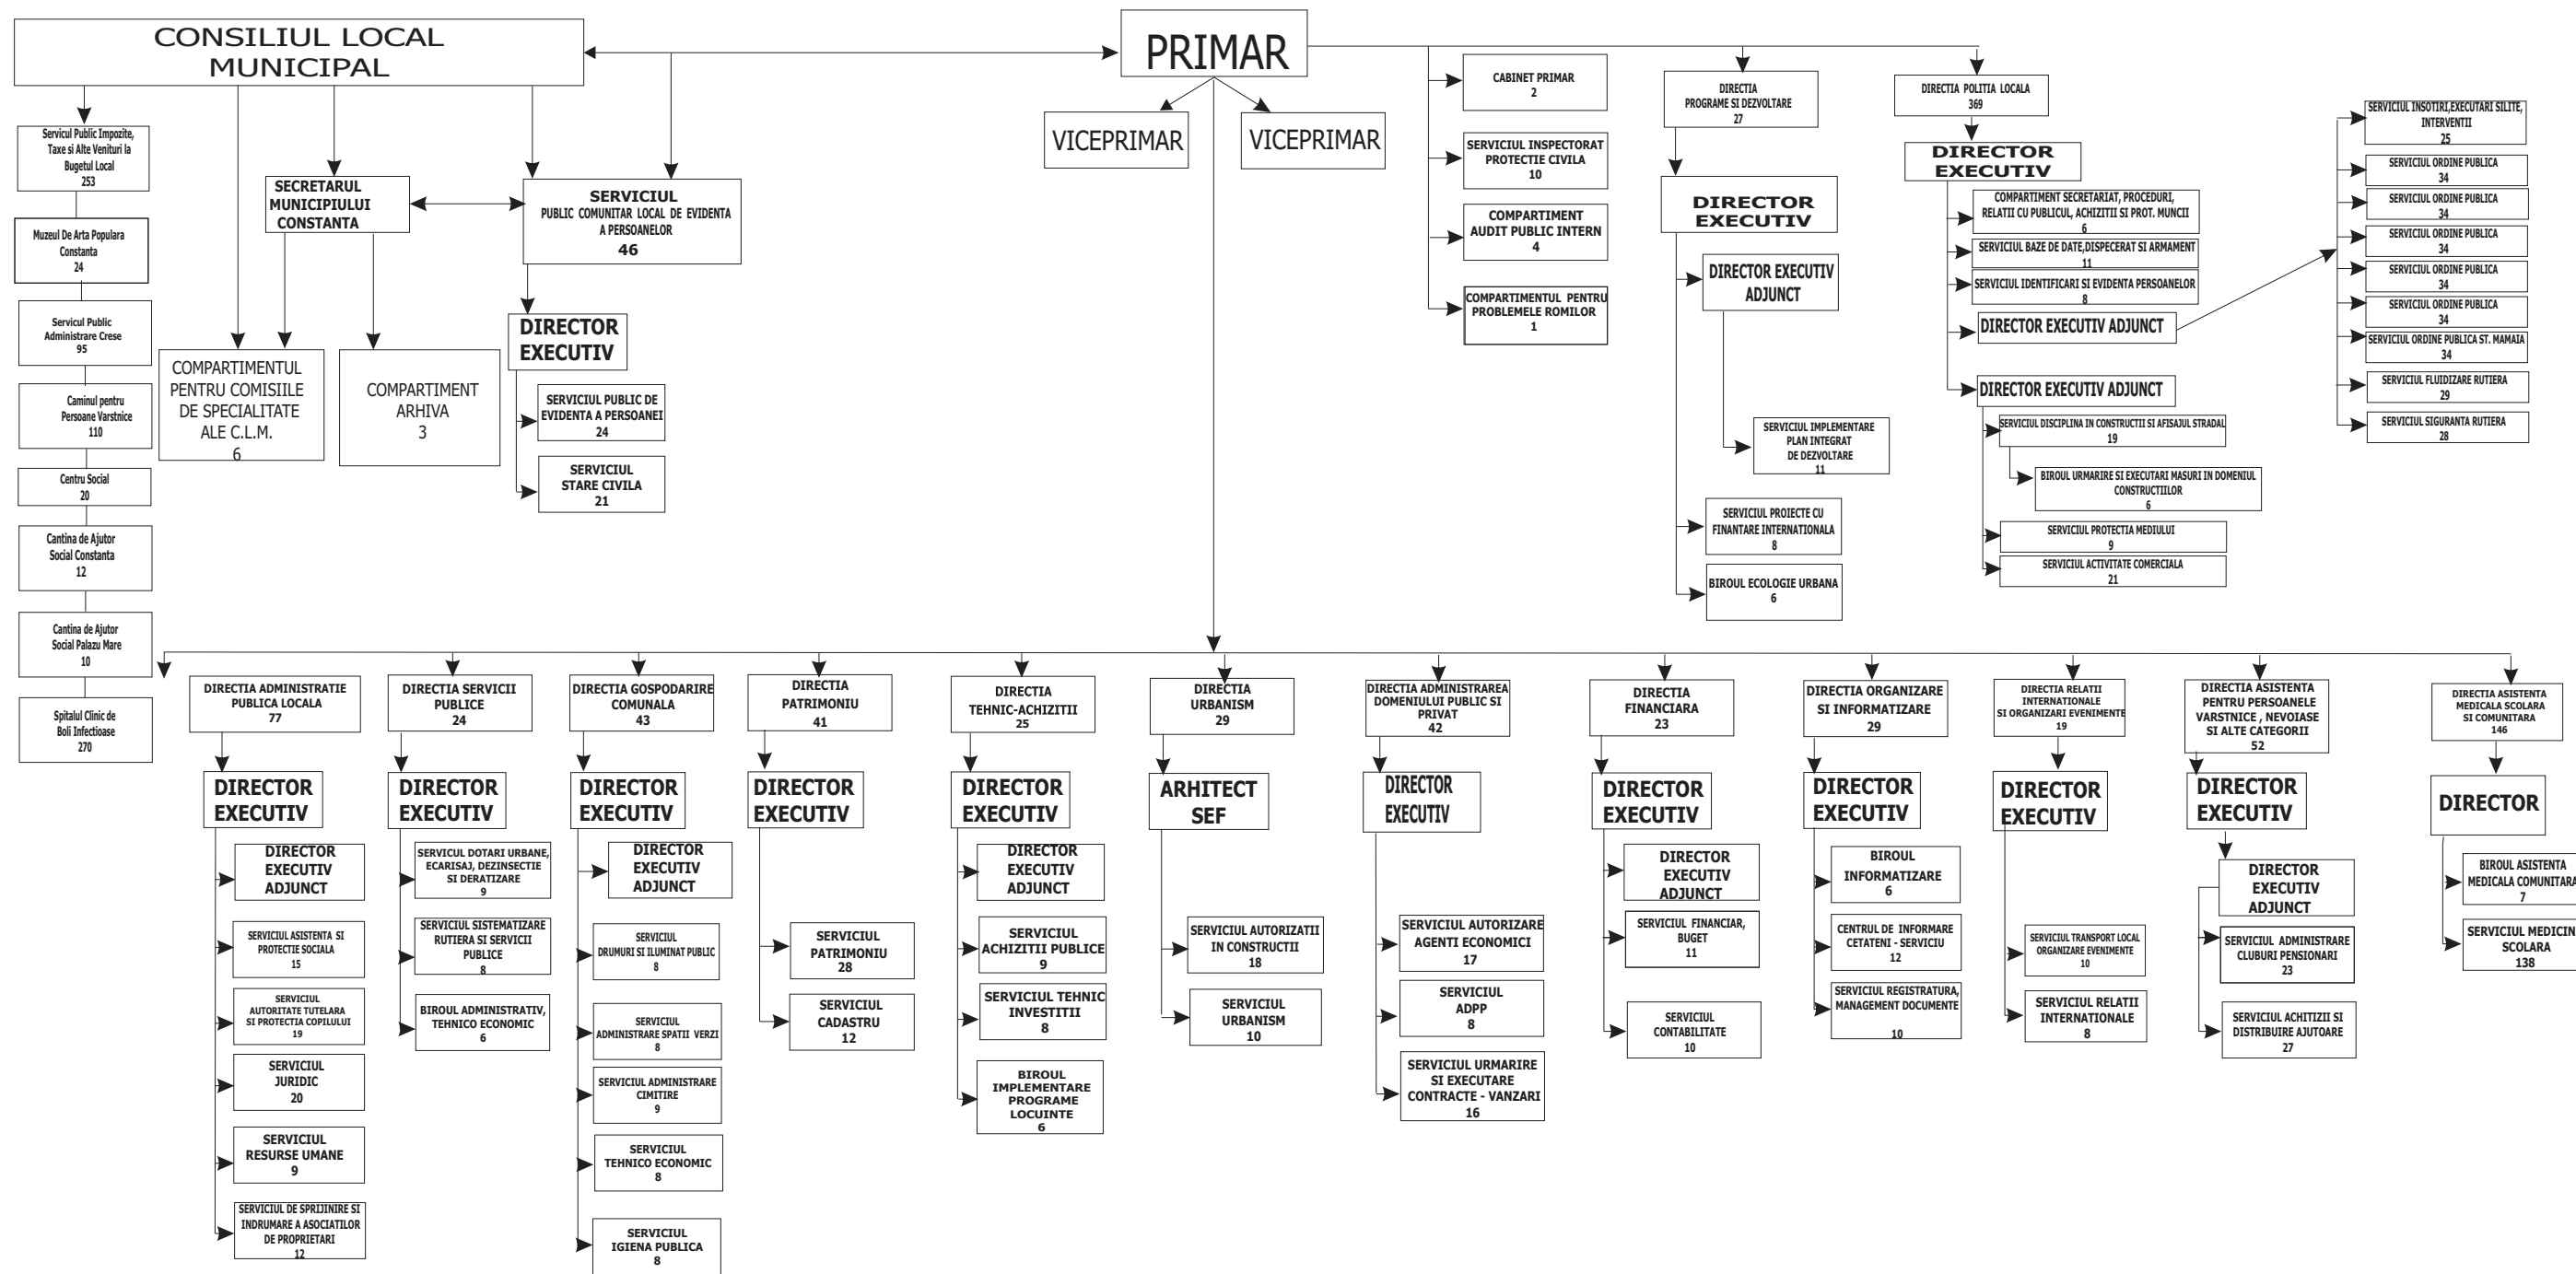 CONSILIUL LOCAL
MUNICIPAL
PRIMAR
VICEPRIMAR
VICEPRIMAR
Servicul Public Impozite,
Taxe si Alte Venituri la
Bugetul Local
253
Muzeul De Arta Populara
Constanta
24
Servicul Public
Administrare Crese
95
Caminul pentru
Persoane Varstnice
110
Centru Social
20
Cantina de Ajutor
Social Constanta
12
Cantina de Ajutor
Social Palazu Mare
10
Spitalul Clinic de
Boli Infectioase
270
SECRETARUL
MUNICIPIULUI
CONSTANTA
SERVICIUL
PUBLIC COMUNITAR LOCAL DE EVIDENTA
A PERSOANELOR
46
COMPARTIMENTUL
PENTRU COMISIILE
DE SPECIALITATE
ALE C.L.M.
6
COMPARTIMENT
ARHIVA
3
DIRECTOR
EXECUTIV
SERVICIUL PUBLIC DE
EVIDENTA A PERSOANEI
24
SERVICIUL
STARE CIVILA
21
CABINET PRIMAR
2
SERVICIUL INSPECTORAT
PROTECTIE CIVILA
10
COMPARTIMENT
AUDIT PUBLIC INTERN
4
COMPARTIMENTUL PENTRU
PROBLEMELE ROMILOR
1
DIRECTIA
PROGRAME SI DEZVOLTARE
27
DIRECTOR
EXECUTIV
DIRECTOR EXECUTIV
ADJUNCT
SERVICIUL IMPLEMENTARE
PLAN INTEGRAT
DE DEZVOLTARE
11
SERVICIUL PROIECTE CU
FINANTARE INTERNATIONALA
8
BIROUL ECOLOGIE URBANA
6
DIRECTIA POLITIA LOCALA
369
DIRECTOR
EXECUTIV
COMPARTIMENT SECRETARIAT, PROCEDURI,
RELATII CU PUBLICUL, ACHIZITII SI PROT. MUNCII
6
SERVICIUL BAZE DE DATE,DISPECERAT SI ARMAMENT
11
SERVICIUL IDENTIFICARI SI EVIDENTA PERSOANELOR
8
DIRECTOR EXECUTIV ADJUNCT
DIRECTOR EXECUTIV ADJUNCT
SERVICIUL DISCIPLINA IN CONSTRUCTII SI AFISAJUL STRADAL
19
BIROUL URMARIRE SI EXECUTARI MASURI IN DOMENIUL
CONSTRUCTIILOR
6
SERVICIUL PROTECTIA MEDIULUI
9
SERVICIUL ACTIVITATE COMERCIALA
21
SERVICIUL INSOTIRI,EXECUTARI SILITE,
INTERVENTII
25
SERVICIUL ORDINE PUBLICA
34
SERVICIUL ORDINE PUBLICA
34
SERVICIUL ORDINE PUBLICA
34
SERVICIUL ORDINE PUBLICA
34
SERVICIUL ORDINE PUBLICA
34
SERVICIUL ORDINE PUBLICA ST. MAMAIA
34
SERVICIUL FLUIDIZARE RUTIERA
29
SERVICIUL SIGURANTA RUTIERA
28
DIRECTIA ADMINISTRATIE
PUBLICA LOCALA
77
DIRECTOR
EXECUTIV
DIRECTOR
EXECUTIV
ADJUNCT
SERVICIUL ASISTENTA SI
PROTECTIE SOCIALA
15
SERVICIUL
AUTORITATE TUTELARA
SI PROTECTIA COPILULUI
19
SERVICIUL
JURIDIC
20
SERVICIUL
RESURSE UMANE
9
SERVICIUL DE SPRIJINIRE SI
INDRUMARE A ASOCIATILOR
DE PROPRIETARI
12
DIRECTIA SERVICII
PUBLICE
24
DIRECTOR
EXECUTIV
SERVICUL DOTARI URBANE,
ECARISAJ, DEZINSECTIE
SI DERATIZARE
9
SERVICIUL SISTEMATIZARE
RUTIERA SI SERVICII
PUBLICE
8
BIROUL ADMINISTRATIV,
TEHNICO ECONOMIC
6
DIRECTIA GOSPODARIRE
COMUNALA
43
DIRECTOR
EXECUTIV
DIRECTOR
EXECUTIV
ADJUNCT
SERVICIUL
DRUMURI SI ILUMINAT PUBLIC
8
SERVICIUL
ADMINISTRARE SPATII VERZI
8
SERVICIUL ADMINISTRARE
CIMITIRE
9
SERVICIUL
TEHNICO ECONOMIC
8
SERVICIUL
IGIENA PUBLICA
8
DIRECTIA
PATRIMONIU
41
DIRECTOR
EXECUTIV
SERVICIUL
PATRIMONIU
28
SERVICIUL
CADASTRU
12
DIRECTIA
TEHNIC-ACHIZITII
25
DIRECTOR
EXECUTIV
DIRECTOR
EXECUTIV
ADJUNCT
SERVICIUL
ACHIZITII PUBLICE
9
SERVICIUL TEHNIC
INVESTITII
8
BIROUL
IMPLEMENTARE
PROGRAME
LOCUINTE
6
DIRECTIA
URBANISM
29
ARHITECT
SEF
SERVICIUL AUTORIZATII
IN CONSTRUCTII
18
SERVICIUL
URBANISM
10
DIRECTIA ADMINISTRAREA
DOMENIULUI PUBLIC SI
PRIVAT
42
DIRECTOR
EXECUTIV
SERVICIUL AUTORIZARE
AGENTI ECONOMICI
17
SERVICIUL
ADPP
8
SERVICIUL URMARIRE
SI EXECUTARE
CONTRACTE - VANZARI
16
DIRECTIA
FINANCIARA
23
DIRECTOR
EXECUTIV
DIRECTOR
EXECUTIV
ADJUNCT
SERVICIUL FINANCIAR,
BUGET
11
SERVICIUL
CONTABILITATE
10
DIRECTIA ORGANIZARE
SI INFORMATIZARE
29
DIRECTOR
EXECUTIV
BIROUL
INFORMATIZARE
6
CENTRUL DE INFORMARE
CETATENI - SERVICIU
12
SERVICIUL REGISTRATURA,
MANAGEMENT DOCUMENTE
10
DIRECTIA RELATII
INTERNATIONALE
SI ORGANIZARI EVENIMENTE
19
DIRECTOR
EXECUTIV
SERVICIUL TRANSPORT LOCAL
ORGANIZARE EVENIMENTE
10
SERVICIUL RELATII
INTERNATIONALE
8
DIRECTIA ASISTENTA
PENTRU PERSOANELE
VARSTNICE , NEVOIASE
SI ALTE CATEGORII
52
DIRECTOR
EXECUTIV
DIRECTOR
EXECUTIV
ADJUNCT
SERVICIUL ADMINISTRARE
CLUBURI PENSIONARI
23
SERVICIUL ACHITIZII SI
DISTRIBUIRE AJUTOARE
27
DIRECTIA ASISTENTA
MEDICALA SCOLARA
SI COMUNITARA
146
DIRECTOR
BIROUL ASISTENTA
MEDICALA COMUNITARA
7
SERVICIUL MEDICIN
SCOLARA
138